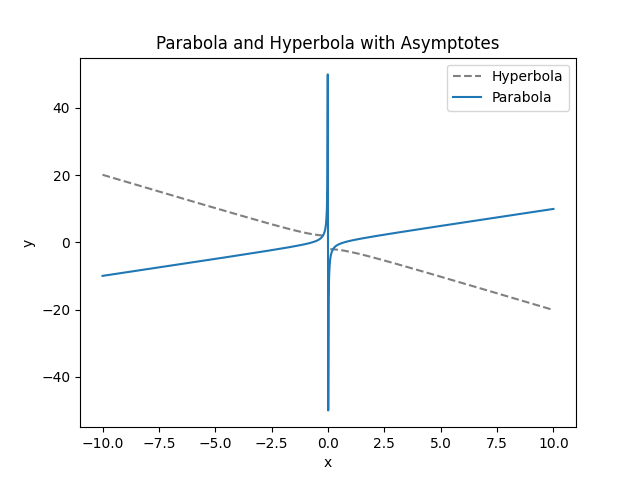 Parabola and Hyperbola with Asymptotes
Hyperbola
Parabola
40
20
0
−20
−40
y
−10.0 −7.5 −5.0 −2.5 0.0 2.5 5.0 7.5 10.0
x